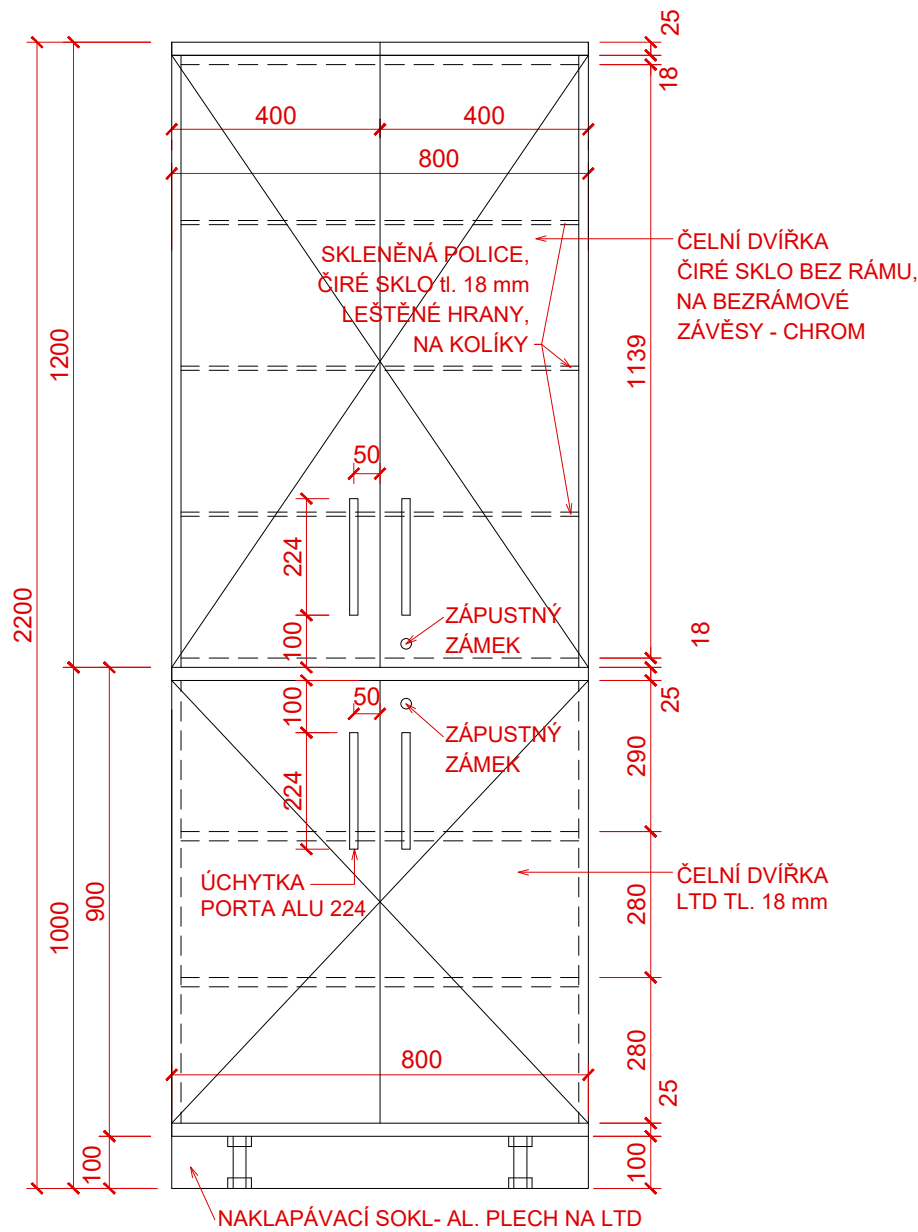 25
18
400
400
800
SKLENĚNÁ POLICE,
ČIRÉ SKLO tl. 18 mm
LEŠTĚNÉ HRANY,
NA KOLÍKY
ČELNÍ DVÍŘKA
ČIRÉ SKLO BEZ RÁMU,
NA BEZRÁMOVÉ
ZÁVĚSY - CHROM
1200
1139
50
224
2200
100
ZÁPUSTNÝ
ZÁMEK
18
25
100
50
ZÁPUSTNÝ
ZÁMEK
290
224
ÚCHYTKA
PORTA ALU 224
ČELNÍ DVÍŘKA
LTD TL. 18 mm
900
1000
280
280
800
25
100
100
NAKLAPÁVACÍ SOKL- AL. PLECH NA LTD